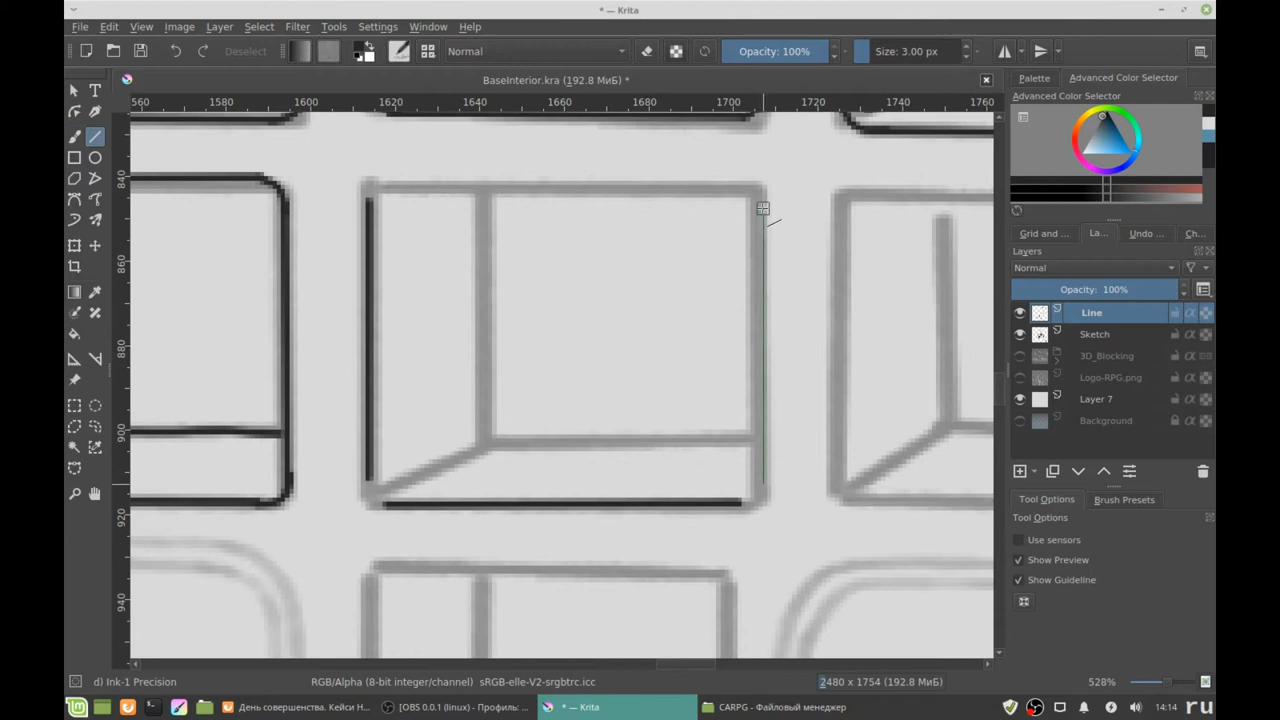 * — Krita
File Edit View Image Layer Select Filter Tools Settings Window Help
Deselect Normal Opacity: 100% Size: 3.00 px
BaseInterior.kra (192.8 МиБ) *
Palette Advanced Color Selector
Advanced Color Selector
560 1580 1600 1620 1640 1660 1680 1700 1720 1740 1760
840
860
880
900
920
940
Grid and ... La... Undo ... Ch...
Layers
Normal
Opacity: 100%
Line
Sketch
3D_Blocking
Logo-RPG.png
Layer 7
Background
Tool Options Brush Presets
Tool Options
Use sensors
Show Preview
Show Guideline
d) Ink-1 Precision RGB/Alpha (8-bit integer/channel) sRGB-elle-V2-srgbtrc.icc 2480 x 1754 (192.8 МиБ) 528%
День совершенства. Кейси Н... [OBS 0.0.1 (linux) - Профиль: ... * — Krita CARPG - Файловый менеджер 14:14 ru